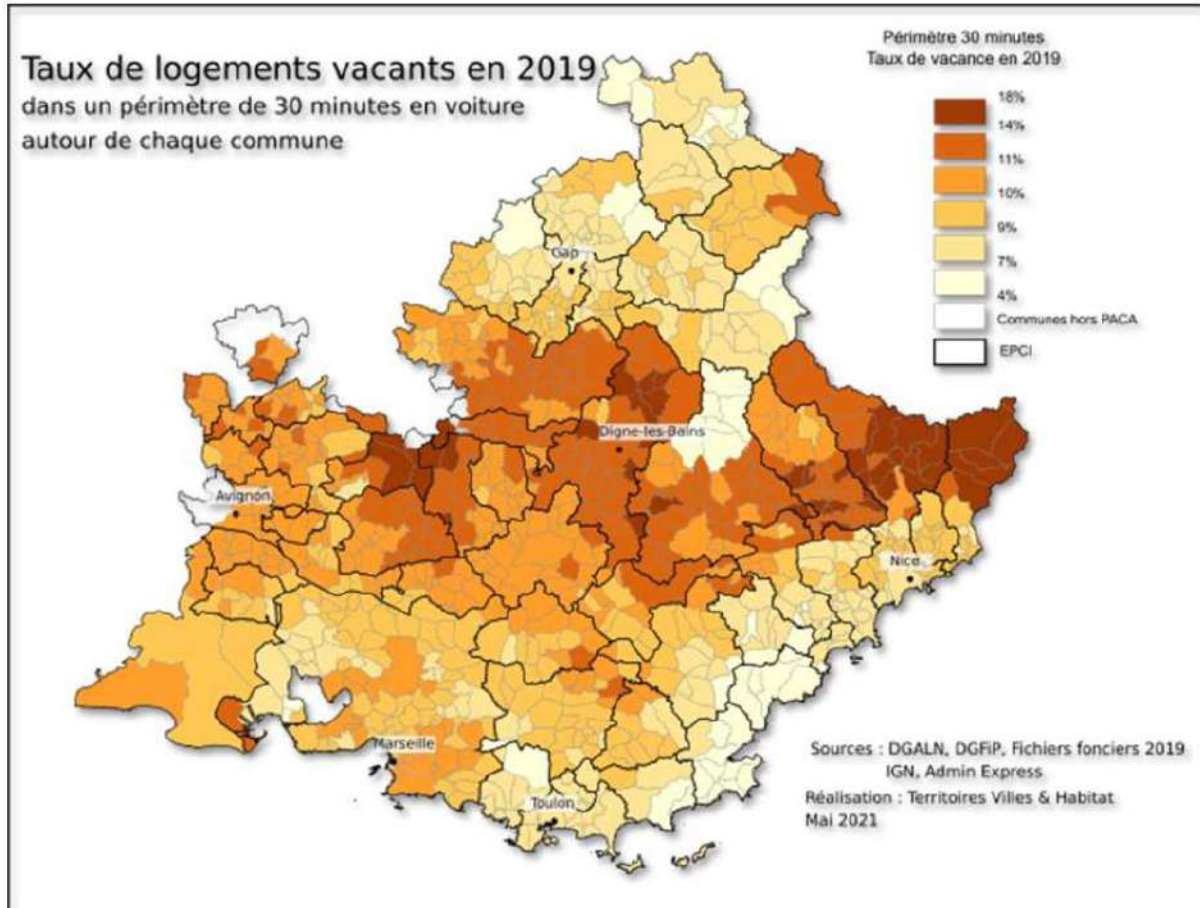 Taux de logements vacants en 2019
dans un périmètre de 30 minutes en voiture
autour de chaque commune
Périmètre 30 minutes
Taux de vacance en 2019
18%
14%
11%
10%
9%
7%
4%
Communes hors PACA
EPCI
Gap
Digne-les-Bains
Avignon
Nice
Marseille
Toulon
Sources : DGALN, DGFiP, Fichiers fonciers 2019
IGN, Admin Express
Réalisation : Territoires Villes & Habitat
Mai 2021